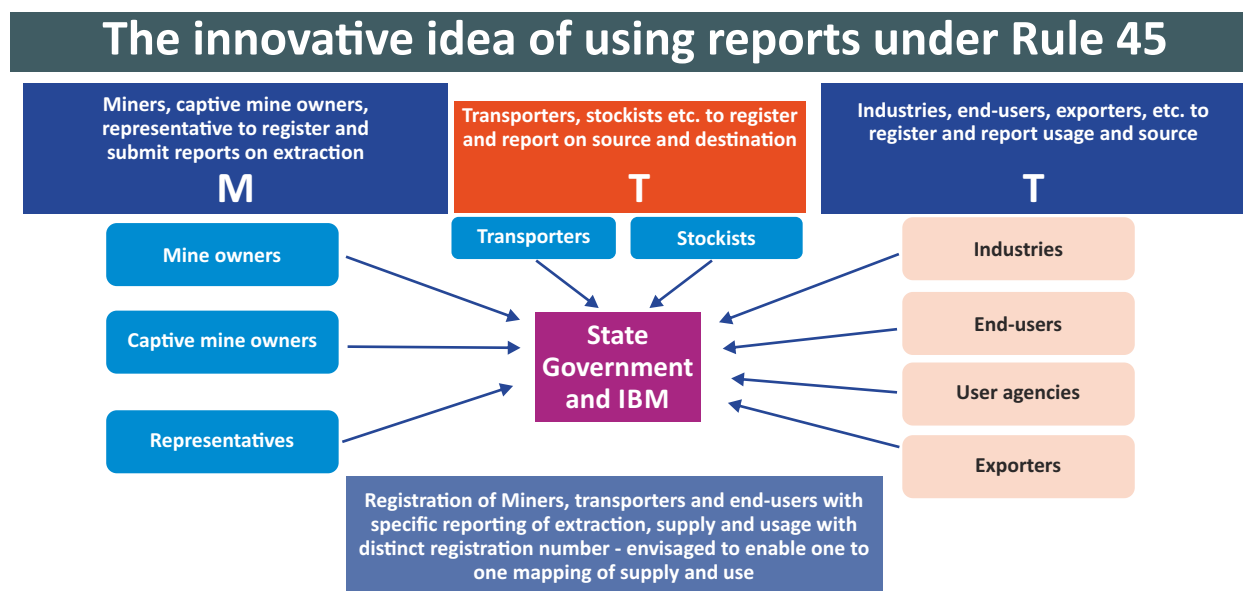 The innovative idea of using reports under Rule 45
Miners, captive mine owners,
representative to register and
submit reports on extraction
M
Transporters, stockists etc. to register
and report on source and destination
T
Industries, end-users, exporters, etc. to
register and report usage and source
T
Mine owners
Captive mine owners
Representatives
Transporters
Stockists
State
Government
and IBM
Industries
End-users
User agencies
Exporters
Registration of Miners, transporters and end-users with
specific reporting of extraction, supply and usage with
distinct registration number - envisaged to enable one to
one mapping of supply and use